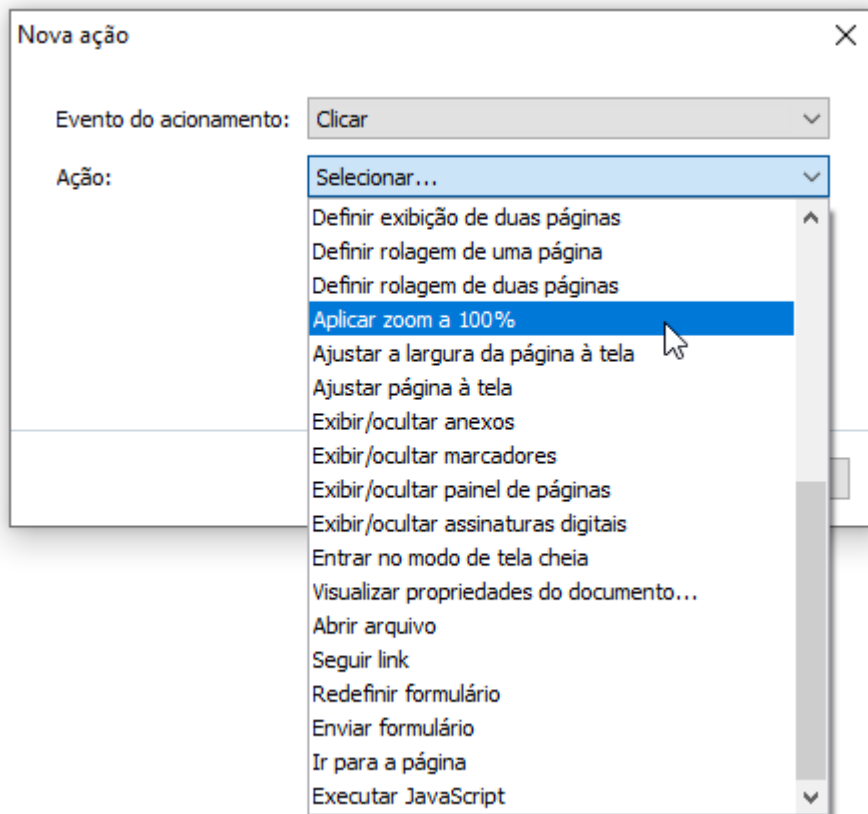 Nova ação
Evento do acionamento: Clicar
Ação: Selecionar...
Definir exibição de duas páginas
Definir rolagem de uma página
Definir rolagem de duas páginas
Aplicar zoom a 100%
Ajustar a largura da página à tela
Ajustar página à tela
Exibir/ocultar anexos
Exibir/ocultar marcadores
Exibir/ocultar painel de páginas
Exibir/ocultar assinaturas digitais
Entrar no modo de tela cheia
Visualizar propriedades do documento...
Abrir arquivo
Seguir link
Redefinir formulário
Enviar formulário
Ir para a página
Executar JavaScript